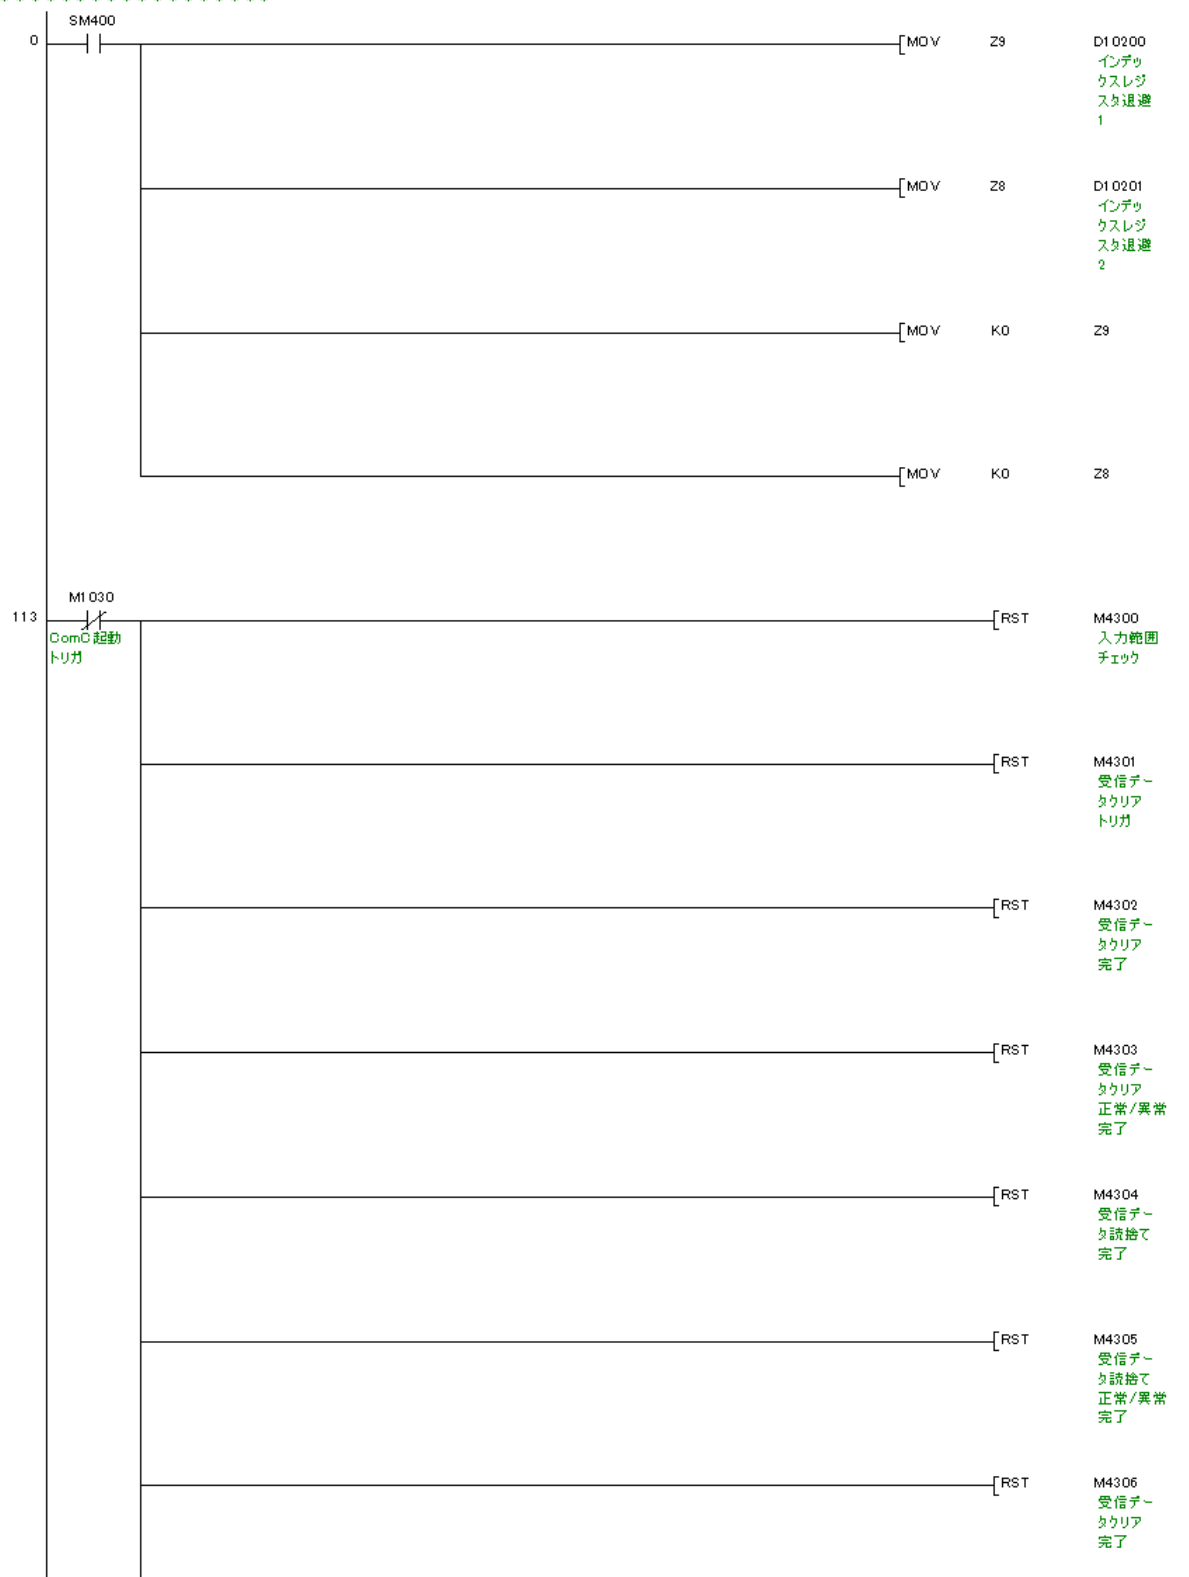 SM400
0 MOV Z9 D10200
インデッ
クスレジ
スタ退避
1
MOV Z8 D10201
インデッ
クスレジ
スタ退避
2
MOV K0 Z9
MOV K0 Z8
M1030
113 RST M4300
ComC起動
トリガ
入力範囲
チェック
RST M4301
受信デー
タクリア
トリガ
RST M4302
受信デー
タクリア
完了
RST M4303
受信デー
タクリア
正常/異常
完了
RST M4304
受信デー
タ読捨て
完了
RST M4305
受信デー
タ読捨て
正常/異常
完了
RST M4306
受信デー
タクリア
完了